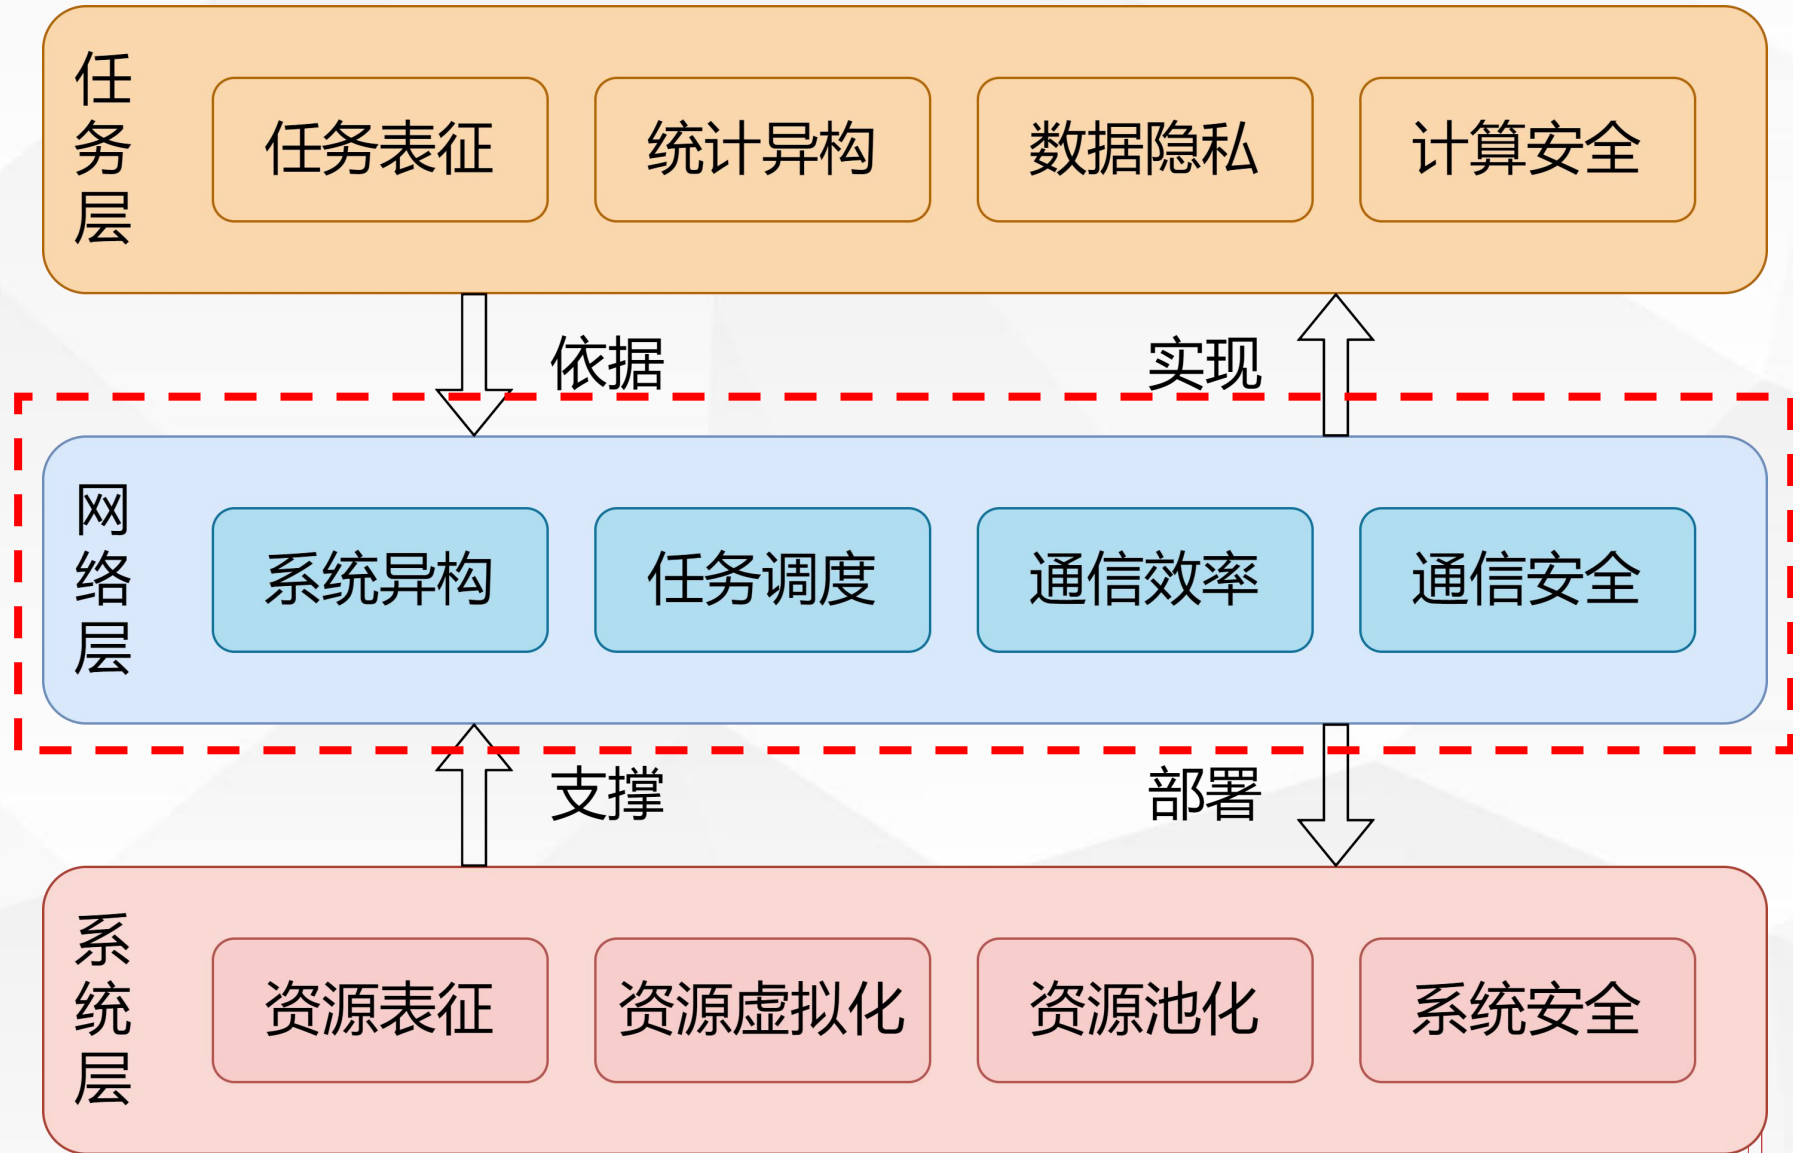 任务层
任务表征
统计异构
数据隐私
计算安全
依据
实现
网络层
系统异构
任务调度
通信效率
通信安全
支撑
部署
系统层
资源表征
资源虚拟化
资源池化
系统安全